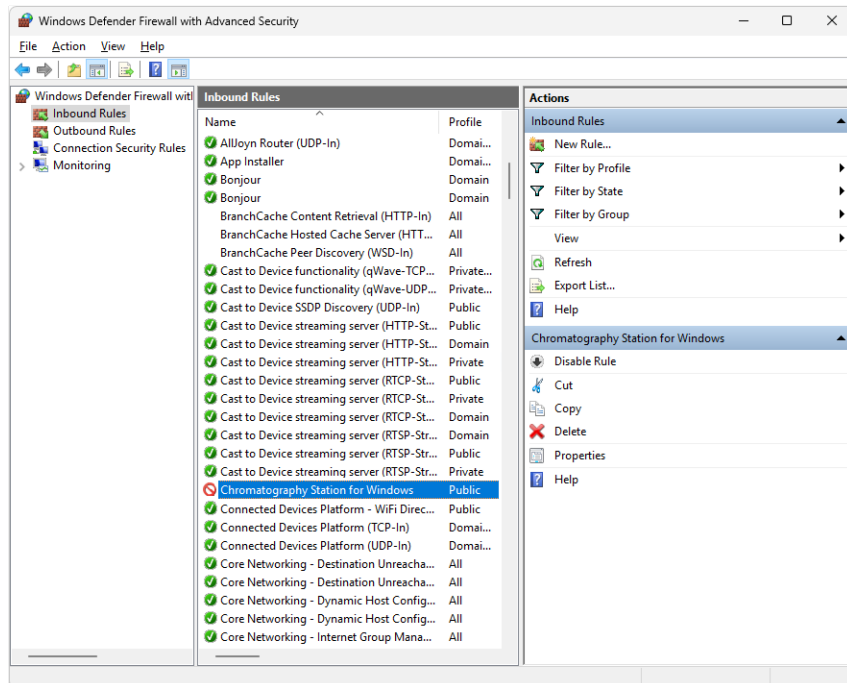 Windows Defender Firewall with Advanced Security
File Action View Help
Windows Defender Firewall witl
Inbound Rules
Outbound Rules
Connection Security Rules
Monitoring
Inbound Rules
Name Profile
AllJoyn Router (UDP-In) Domai...
App Installer Domai...
Bonjour Domain
Bonjour Domain
BranchCache Content Retrieval (HTTP-In) All
BranchCache Hosted Cache Server (HTT... All
BranchCache Peer Discovery (WSD-In) All
Cast to Device functionality (qWave-TCP... Private...
Cast to Device functionality (qWave-UDP... Private...
Cast to Device SSDP Discovery (UDP-In) Public
Cast to Device streaming server (HTTP-St... Public
Cast to Device streaming server (HTTP-St... Domain
Cast to Device streaming server (HTTP-St... Private
Cast to Device streaming server (RTCP-St... Public
Cast to Device streaming server (RTCP-St... Private
Cast to Device streaming server (RTCP-St... Domain
Cast to Device streaming server (RTSP-Str... Domain
Cast to Device streaming server (RTSP-Str... Public
Cast to Device streaming server (RTSP-Str... Private
Chromatography Station for Windows Public
Connected Devices Platform - WiFi Direc... Public
Connected Devices Platform (TCP-In) Domai...
Connected Devices Platform (UDP-In) Domai...
Core Networking - Destination Unreacha... All
Core Networking - Destination Unreacha... All
Core Networking - Dynamic Host Config... All
Core Networking - Dynamic Host Config... All
Core Networking - Internet Group Mana... All
Actions
Inbound Rules
New Rule...
Filter by Profile
Filter by State
Filter by Group
View
Refresh
Export List...
Help
Chromatography Station for Windows
Disable Rule
Cut
Copy
Delete
Properties
Help